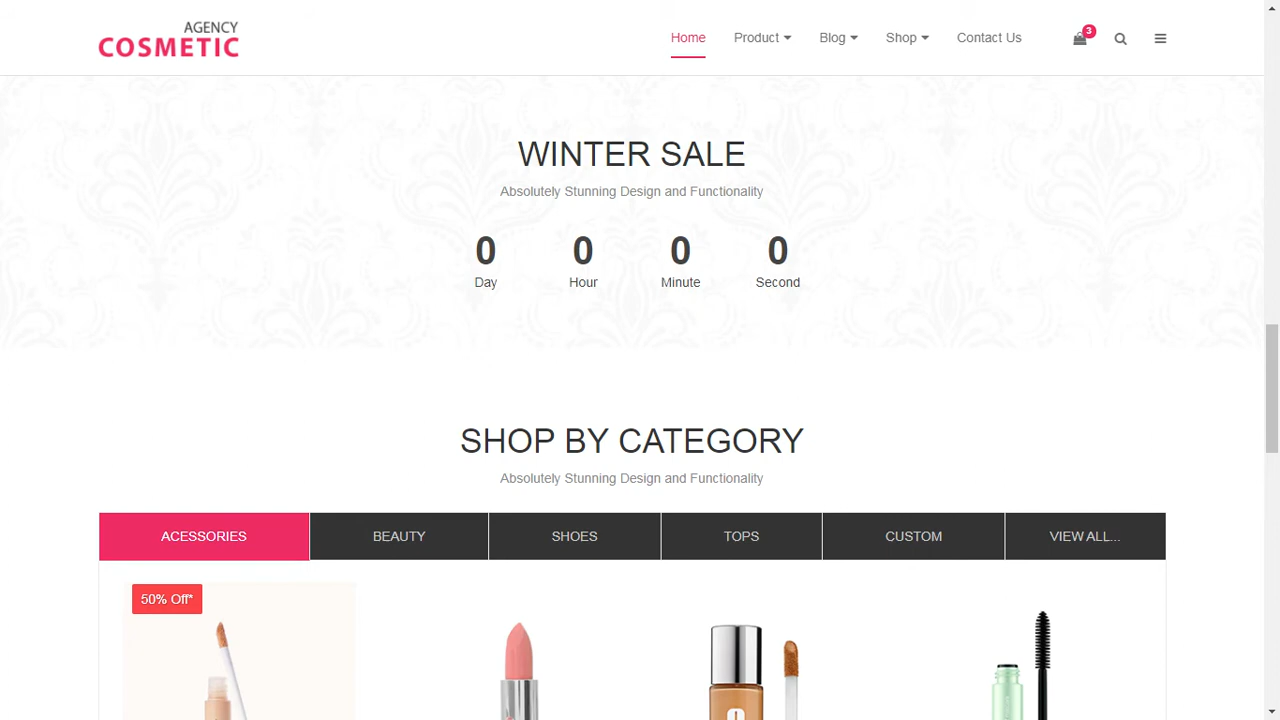 AGENCY
COSMETIC
Home Product Blog Shop Contact Us 3
WINTER SALE
Absolutely Stunning Design and Functionality
0 0 0 0
Day Hour Minute Second
SHOP BY CATEGORY
Absolutely Stunning Design and Functionality
ACESSORIES BEAUTY SHOES TOPS CUSTOM VIEW ALL...
50% Off*